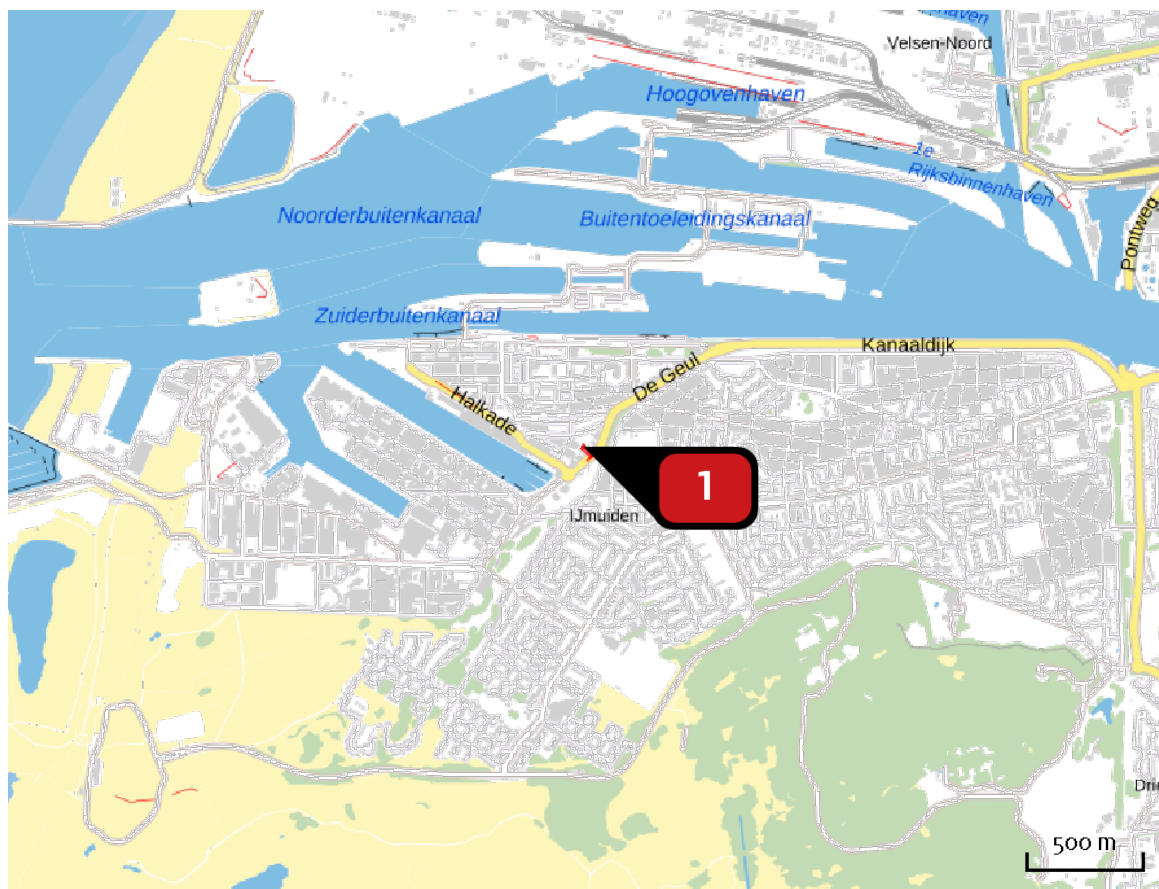 Velsen-Noord
Hoogovenhaven
1e
Rijksbinnenhaven
Noorderbuitenkanaal
Buitentoeleidingskanaal
Pontweg
Zuiderbuitenkanaal
Kanaaldijk
De Geul
Halkade
1
IJmuiden
500 m